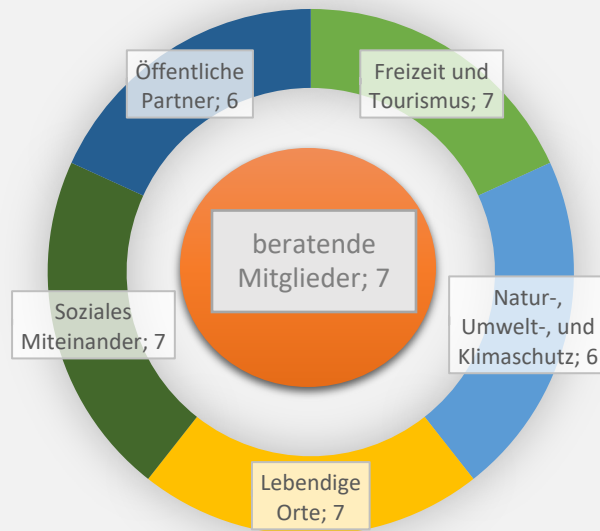 Öffentliche
Partner; 6
Freizeit und
Tourismus; 7
beratende
Mitglieder; 7
Soziales
Miteinander; 7
Natur-,
Umwelt-, und
Klimaschutz; 6
Lebendige
Orte; 7